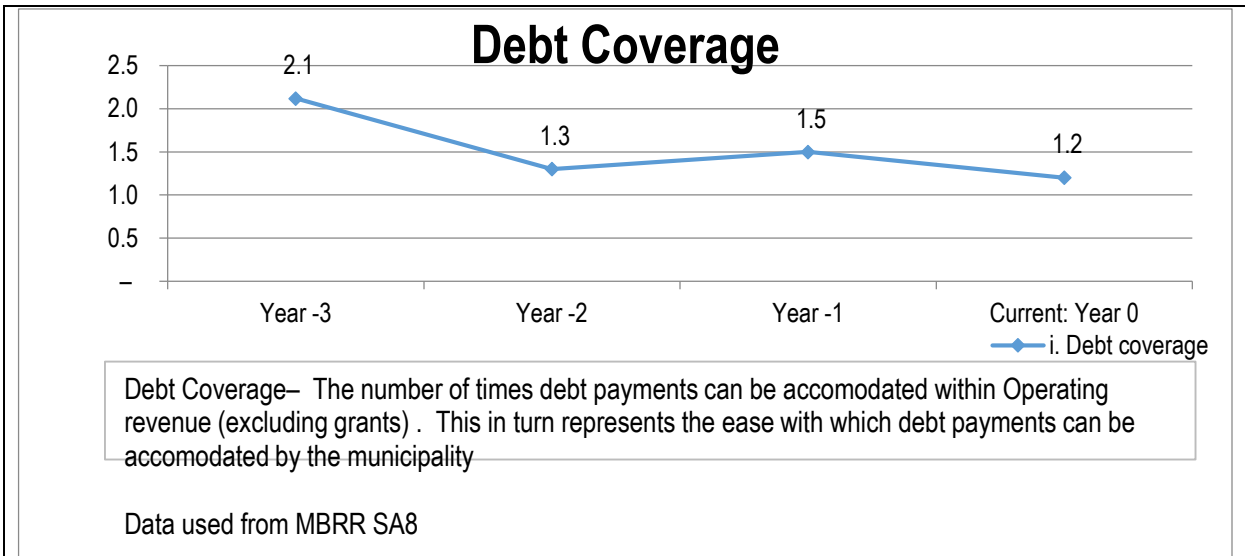 Debt Coverage
2.5
2.0
1.5
1.0
0.5
–
2.1
1.3
1.5
1.2
Year -3 Year -2 Year -1 Current: Year 0
i. Debt coverage
Debt Coverage– The number of times debt payments can be accomodated within Operating
revenue (excluding grants) . This in turn represents the ease with which debt payments can be
accomodated by the municipality
Data used from MBRR SA8